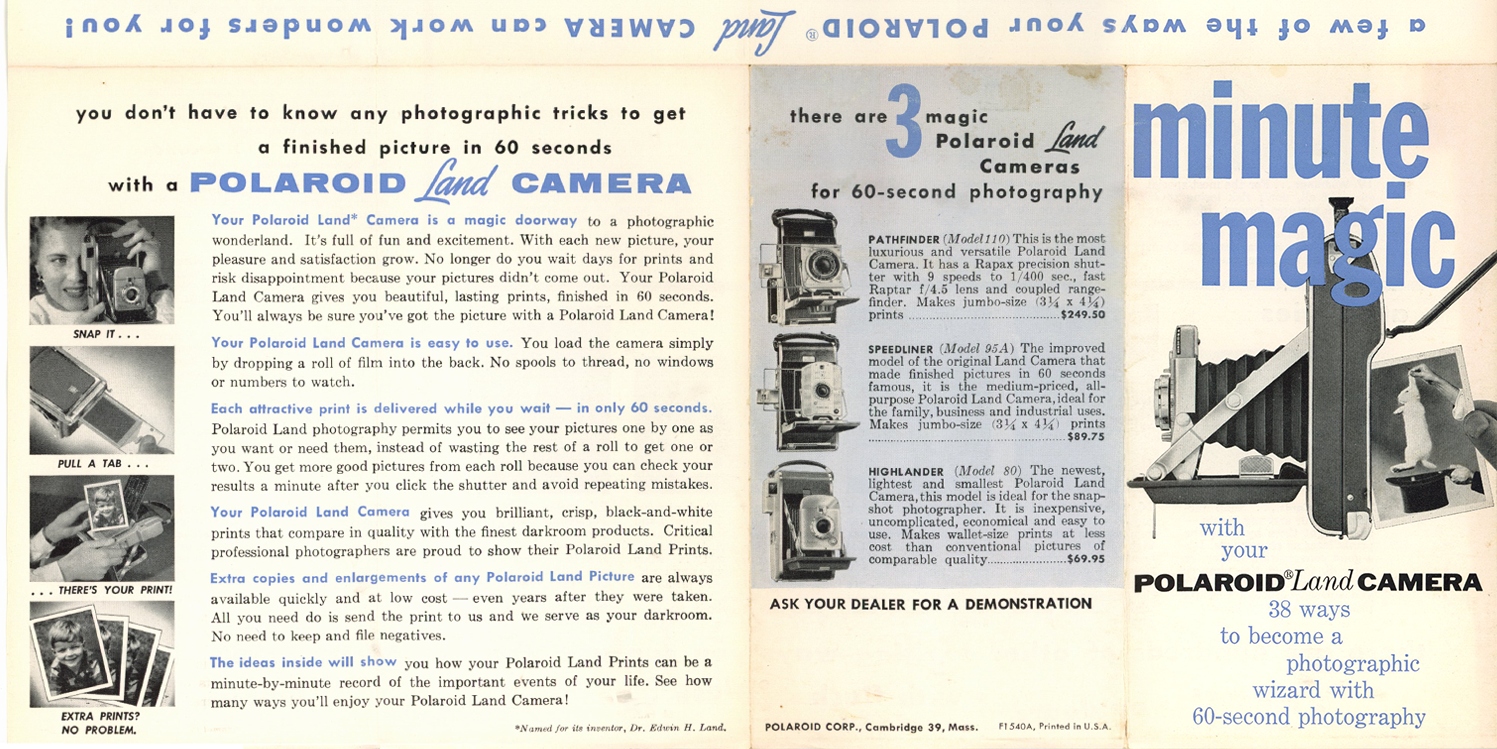 a few of the ways your POLAROID® Land CAMERA can work wonders for you!
you don't have to know any photographic tricks to get
a finished picture in 60 seconds
with a POLAROID Land CAMERA
SNAP IT . . .
PULL A TAB . . .
. . . THERE'S YOUR PRINT!
EXTRA PRINTS?
NO PROBLEM.
Your Polaroid Land* Camera is a magic doorway to a photographic
wonderland. It's full of fun and excitement. With each new picture, your
pleasure and satisfaction grow. No longer do you wait days for prints and
risk disappointment because your pictures didn't come out. Your Polaroid
Land Camera gives you beautiful, lasting prints, finished in 60 seconds.
You'll always be sure you've got the picture with a Polaroid Land Camera!
Your Polaroid Land Camera is easy to use. You load the camera simply
by dropping a roll of film into the back. No spools to thread, no windows
or numbers to watch.
Each attractive print is delivered while you wait — in only 60 seconds.
Polaroid Land photography permits you to see your pictures one by one as
you want or need them, instead of wasting the rest of a roll to get one or
two. You get more good pictures from each roll because you can check your
results a minute after you click the shutter and avoid repeating mistakes.
Your Polaroid Land Camera gives you brilliant, crisp, black-and-white
prints that compare in quality with the finest darkroom products. Critical
professional photographers are proud to show their Polaroid Land Prints.
Extra copies and enlargements of any Polaroid Land Picture are always
available quickly and at low cost — even years after they were taken.
All you need do is send the print to us and we serve as your darkroom.
No need to keep and file negatives.
The ideas inside will show you how your Polaroid Land Prints can be a
minute-by-minute record of the important events of your life. See how
many ways you'll enjoy your Polaroid Land Camera!
*Named for its inventor, Dr. Edwin H. Land.
there are 3 magic
Polaroid Land
Cameras
for 60-second photography
PATHFINDER (Model 110) This is the most
luxurious and versatile Polaroid Land
Camera. It has a Rapax precision shut-
ter with 9 speeds to 1/400 sec., fast
Raptar f/4.5 lens and coupled range-
finder. Makes jumbo-size (3¼ x 4¼)
prints ........................................ $249.50
SPEEDLINER (Model 95A) The improved
model of the original Land Camera that
made finished pictures in 60 seconds
famous, it is the medium-priced, all-
purpose Polaroid Land Camera, ideal for
the family, business and industrial uses.
Makes jumbo-size (3¼ x 4¼) prints
........................................................ $89.75
HIGHLANDER (Model 80) The newest,
lightest and smallest Polaroid Land
Camera, this model is ideal for the snap-
shot photographer. It is inexpensive,
uncomplicated, economical and easy to
use. Makes wallet-size prints at less
cost than conventional pictures of
comparable quality...................... $69.95
ASK YOUR DEALER FOR A DEMONSTRATION
POLAROID CORP., Cambridge 39, Mass. F1540A, Printed in U.S.A.
minute
magic
with
your
POLAROID® Land CAMERA
38 ways
to become a
photographic
wizard with
60-second photography